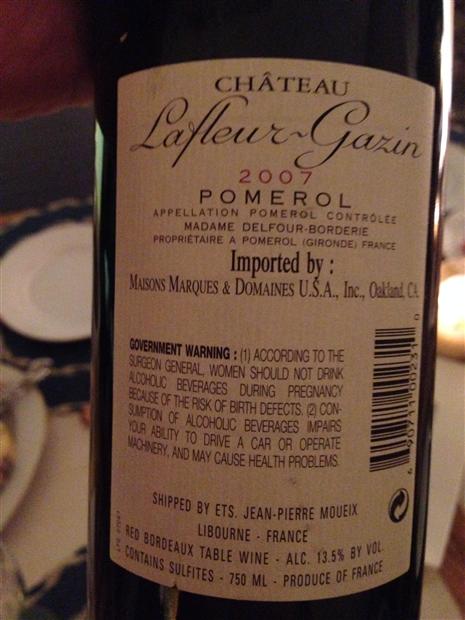 CHÂTEAU
Lafleur~Gazin
2007
POMEROL
APPELLATION POMEROL CONTRÔLÉE
MADAME DELFOUR-BORDERIE
PROPRIÉTAIRE A POMEROL (GIRONDE) FRANCE
Imported by :
MAISONS MARQUES & DOMAINES U.S.A., Inc., Oakland, CA
GOVERNMENT WARNING : (1) ACCORDING TO THE
SURGEON GENERAL, WOMEN SHOULD NOT DRINK
ALCOHOLIC BEVERAGES DURING PREGNANCY
BECAUSE OF THE RISK OF BIRTH DEFECTS. (2) CON-
SUMPTION OF ALCOHOLIC BEVERAGES IMPAIRS
YOUR ABILITY TO DRIVE A CAR OR OPERATE
MACHINERY, AND MAY CAUSE HEALTH PROBLEMS.
6 90711 00231 0
SHIPPED BY ETS. JEAN-PIERRE MOUEIX
LIBOURNE - FRANCE
RED BORDEAUX TABLE WINE - ALC. 13.5% BY VOL.
CONTAINS SULFITES - 750 ML - PRODUCE OF FRANCE